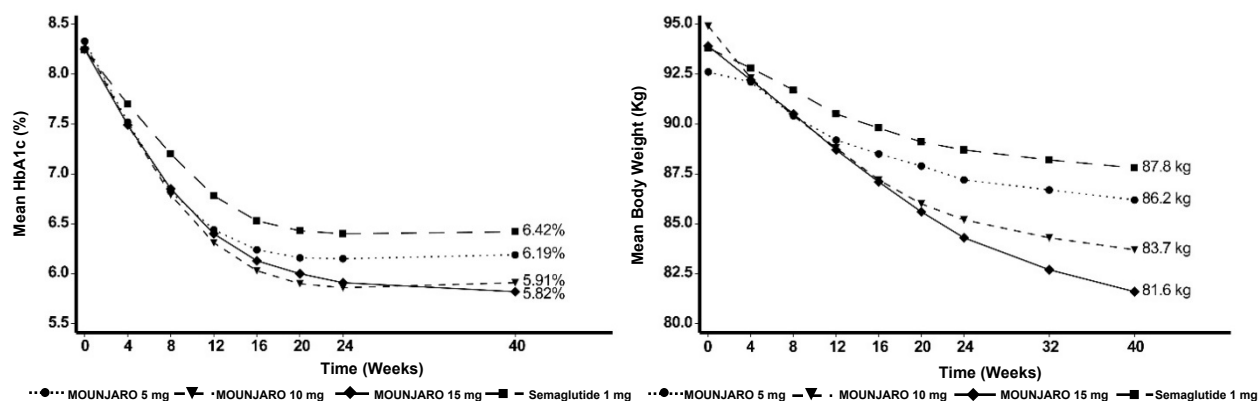 Mean HbA1c (%)
8.5
8.0
7.5
7.0
6.5
6.0
5.5
6.42%
6.19%
5.91%
5.82%
0 4 8 12 16 20 24 40
Time (Weeks)
MOUNJARO 5 mg MOUNJARO 10 mg MOUNJARO 15 mg Semaglutide 1 mg
Mean Body Weight (Kg)
95.0
92.5
90.0
87.5
85.0
82.5
80.0
87.8 kg
86.2 kg
83.7 kg
81.6 kg
0 4 8 12 16 20 24 32 40
Time (Weeks)
MOUNJARO 5 mg MOUNJARO 10 mg MOUNJARO 15 mg Semaglutide 1 mg